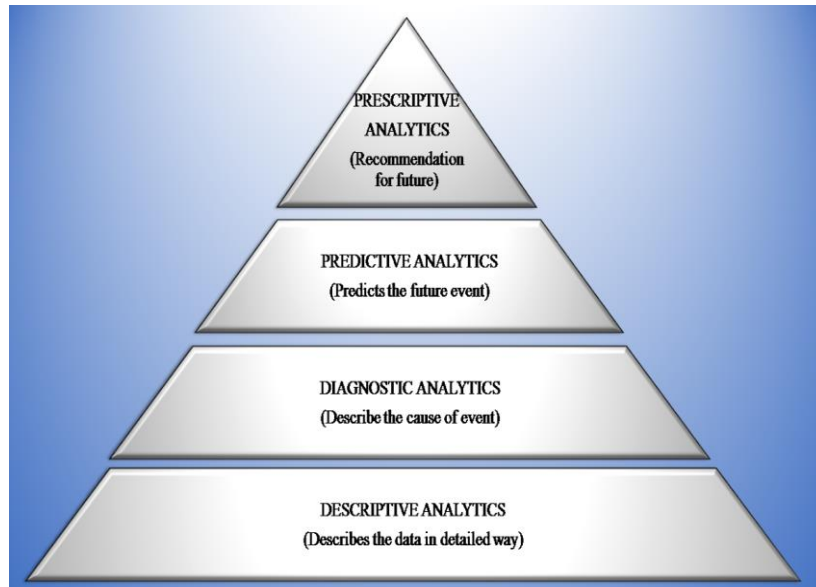 PRESCRIPTIVE
ANALYTICS
(Recommendation
for future)
PREDICTIVE ANALYTICS
(Predicts the future event)
DIAGNOSTIC ANALYTICS
(Describe the cause of event)
DESCRIPTIVE ANALYTICS
(Describes the data in detailed way)